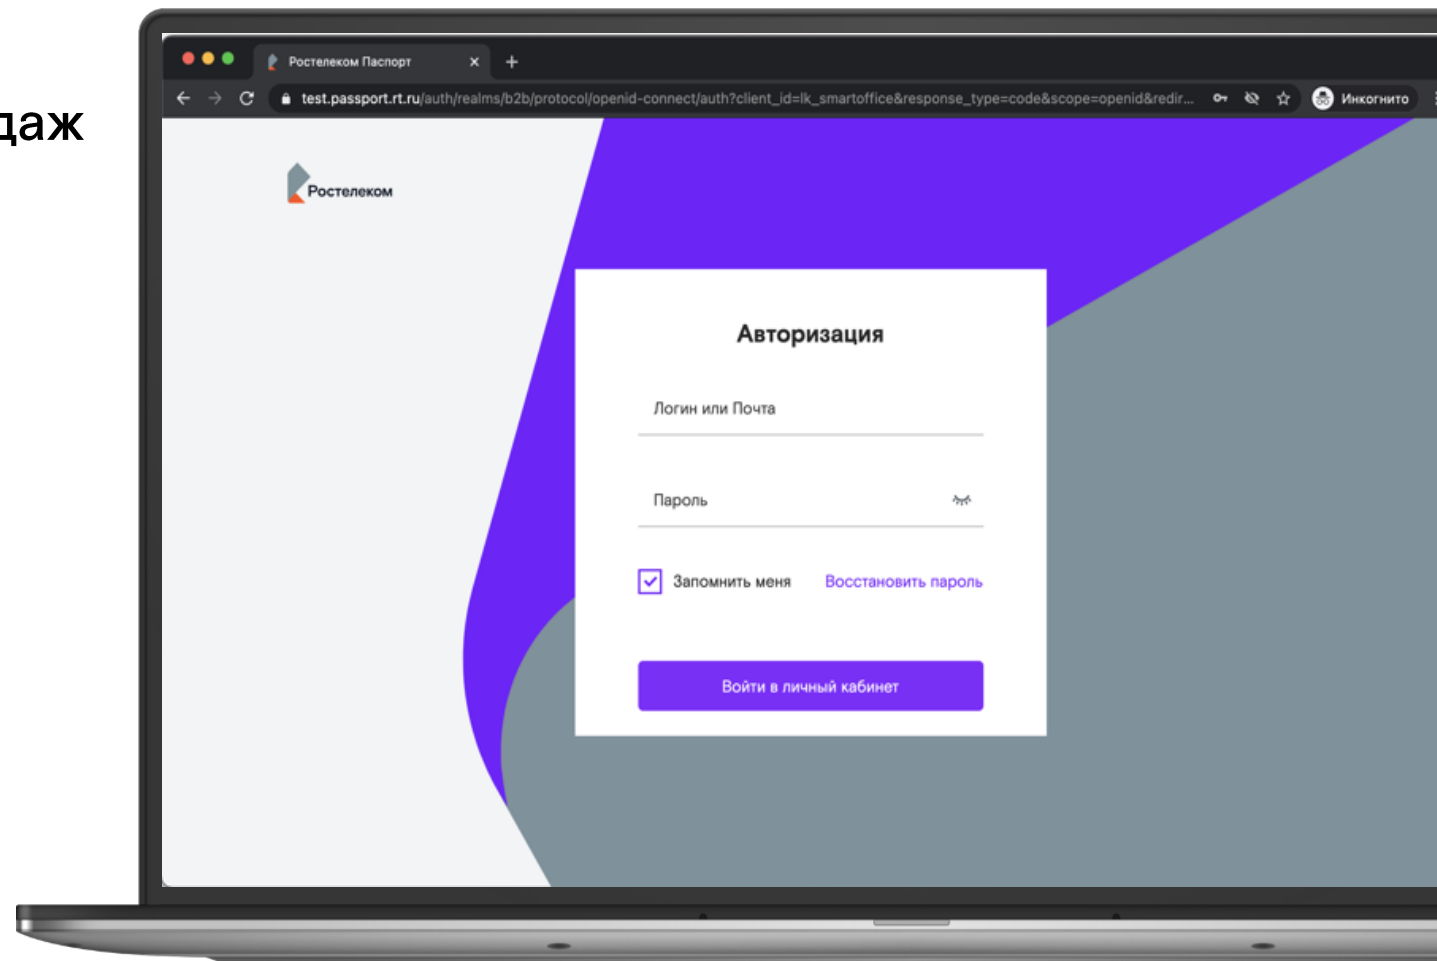 даж
Ростелеком Паспорт
test.passport.rt.ru/auth/realms/b2b/protocol/openid-connect/auth?client_id=lk_smartoffice&response_type=code&scope=openid&redir...
Инкогнито
Ростелеком
Авторизация
Логин или Почта
Пароль
Запомнить меня
Восстановить пароль
Войти в личный кабинет